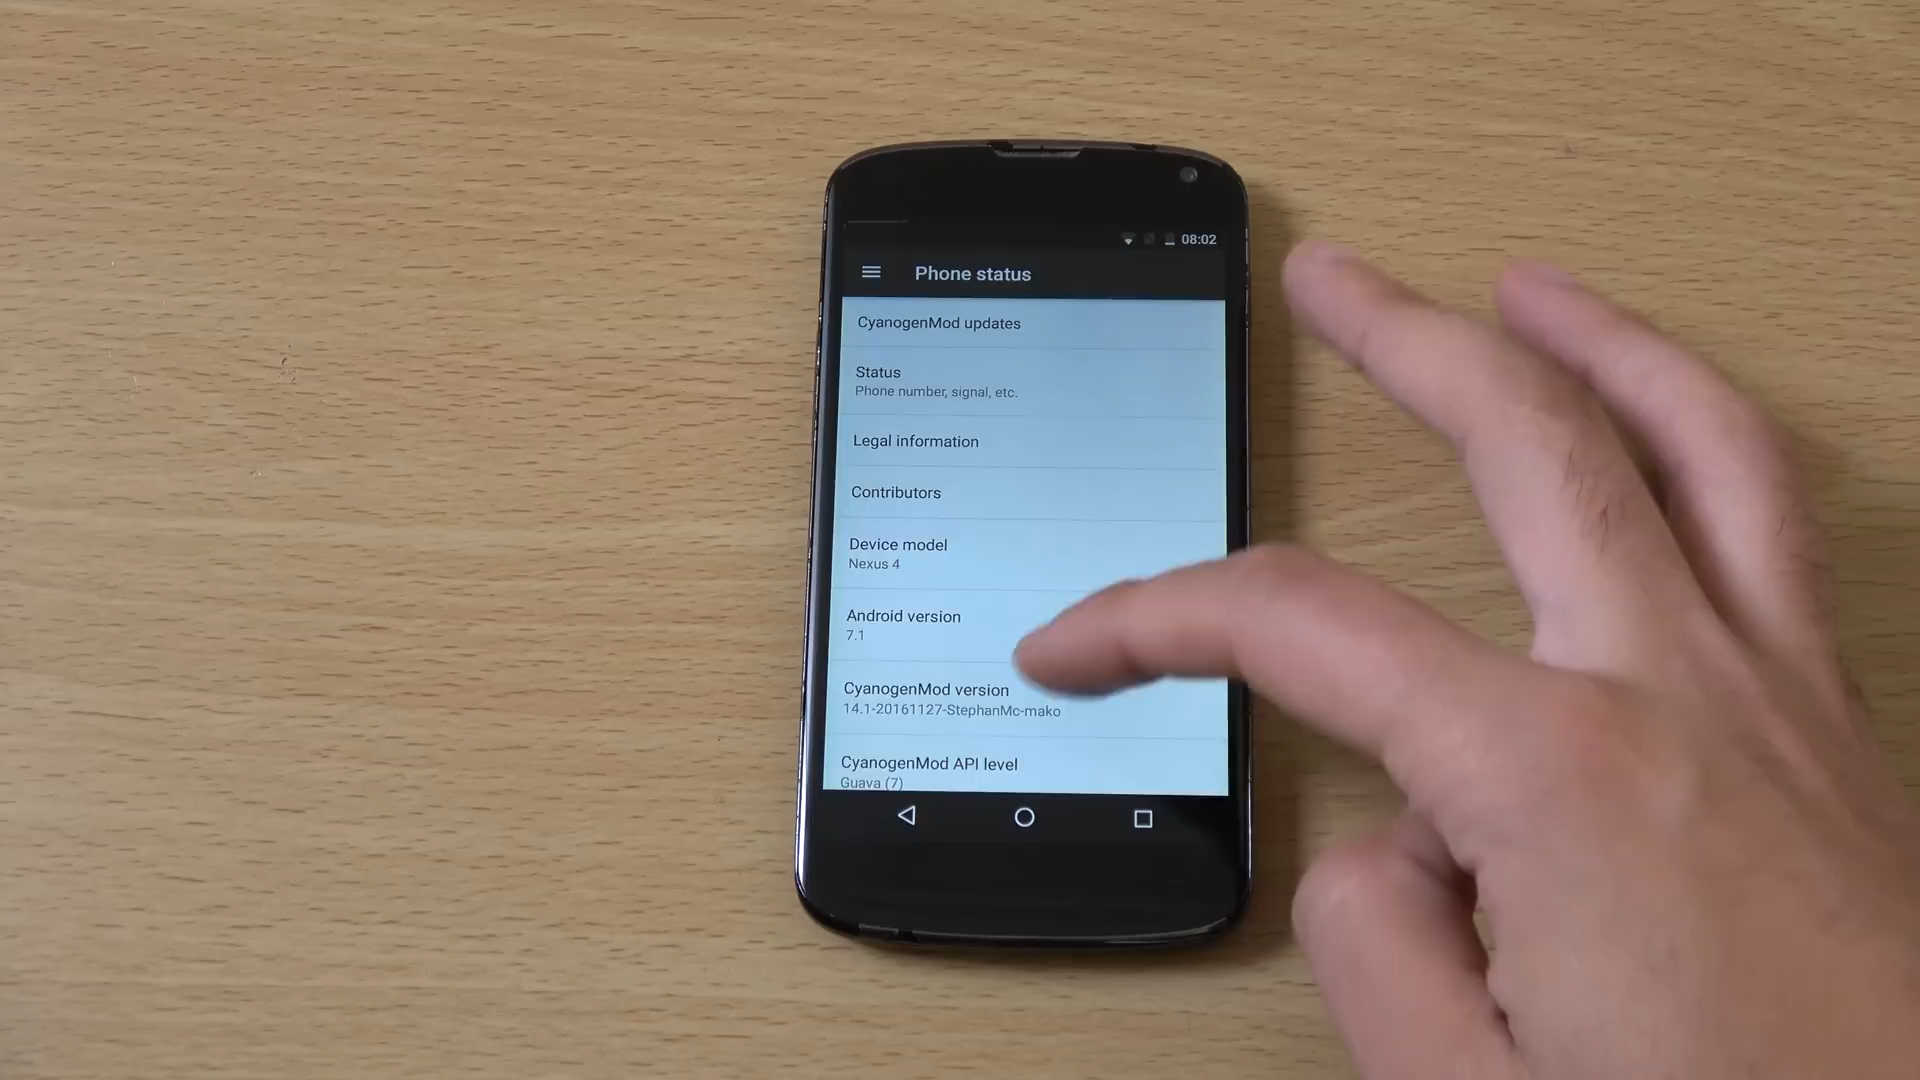 08:02
Phone status
CyanogenMod updates
Status
Phone number, signal, etc.
Legal information
Contributors
Device model
Nexus 4
Android version
7.1
CyanogenMod version
14.1-20161127-StephanMc-mako
CyanogenMod API level
Guava (7)